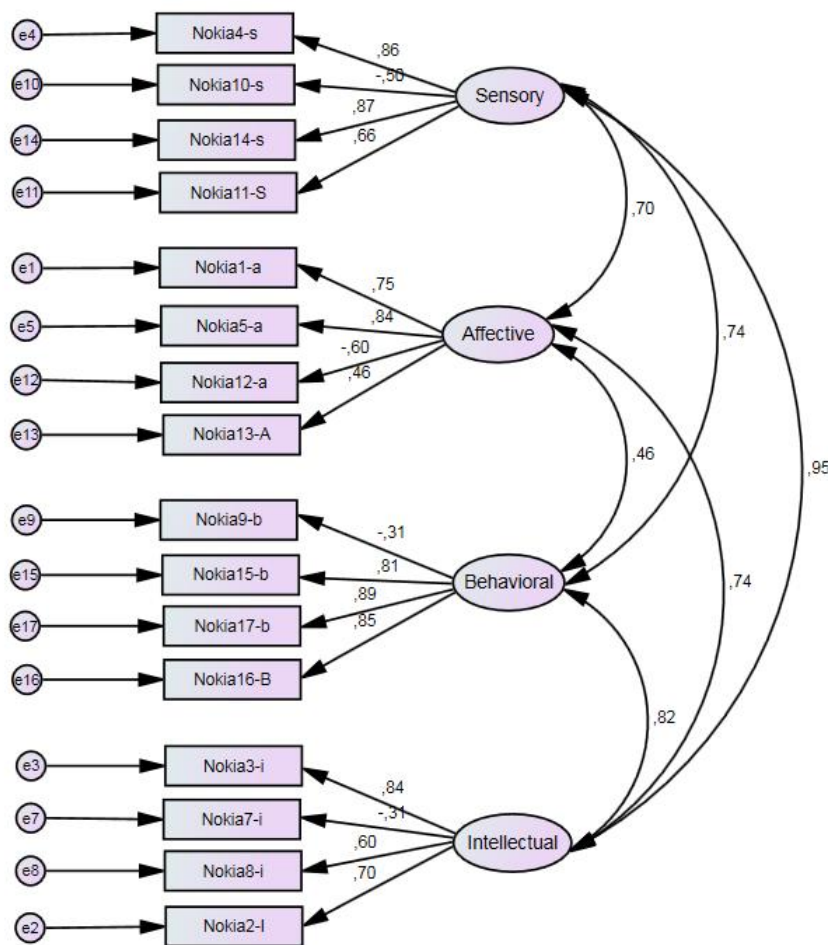 e4
Nokia4-s
,86
e10
Nokia10-s
-,50
Sensory
e14
Nokia14-s
,87
e11
Nokia11-S
,66
,70
e1
Nokia1-a
,75
e5
Nokia5-a
,84
Affective
e12
Nokia12-a
-,60
e13
Nokia13-A
,46
,74
,46
,95
e9
Nokia9-b
-,31
e15
Nokia15-b
,81
Behavioral
e17
Nokia17-b
,89
e16
Nokia16-B
,85
,74
,82
e3
Nokia3-i
,84
e7
Nokia7-i
-,31
Intellectual
e8
Nokia8-i
,60
e2
Nokia2-I
,70